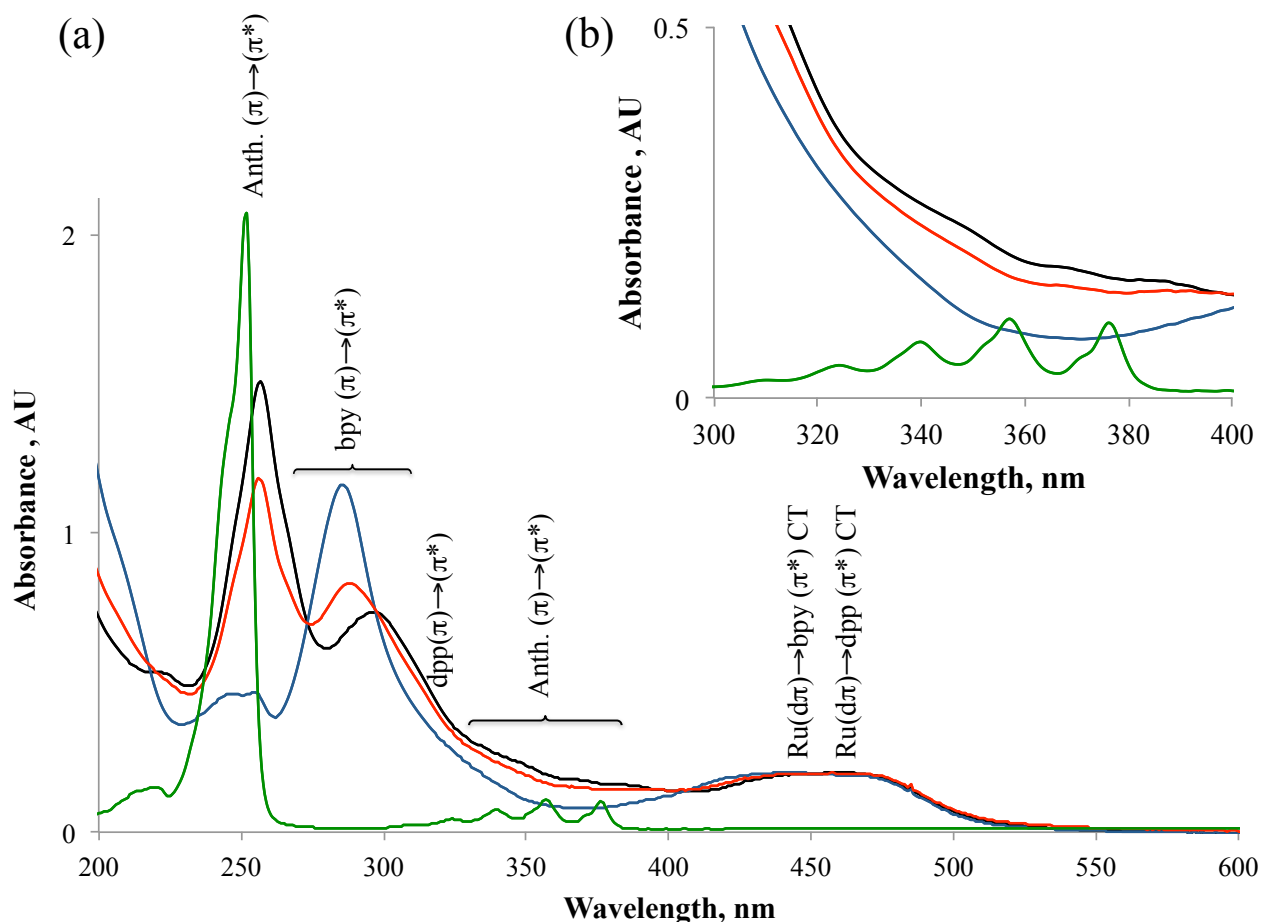 (a)
Anth. (π)→(π*)
bpy (π)→(π*)
dpp(π)→(π*)
Anth. (π)→(π*)
Ru(dπ)→bpy (π*) CT
Ru(dπ)→dpp (π*) CT
Absorbance , AU
2
1
0
200 250 300 350 400 450 500 550 600
Wavelength, nm
(b)
Absorbance , AU
0.5
0
300 320 340 360 380 400
Wavelength, nm